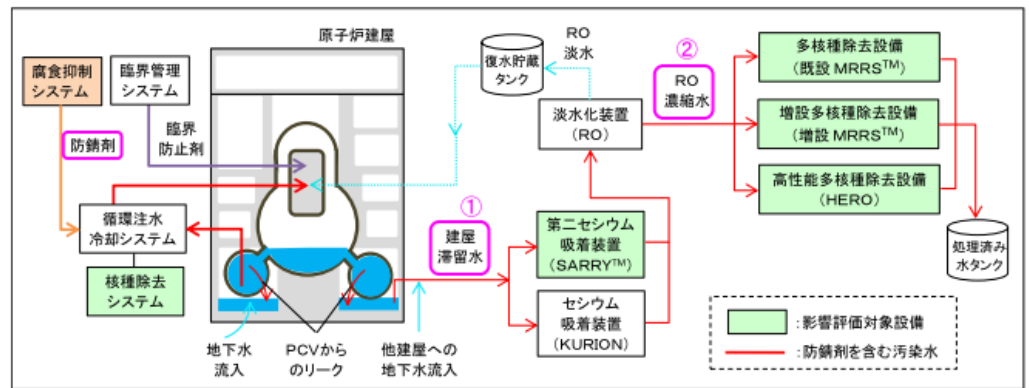 原子炉建屋
腐食抑制
システム
臨界管理
システム
防錆剤
臨界
防止剤
循環注水
冷却システム
核種除去
システム
地下水
流入
PCVから
のリーク
他建屋への
地下水流入
①
建屋
滞留水
復水貯蔵
タンク
RO
淡水
淡水化装置
(RO)
第二セシウム
吸着装置
(SARRY™)
セシウム
吸着装置
(KURION)
②
RO
濃縮水
多核種除去設備
(既設 MRRS™)
増設多核種除去設備
(増設 MRRS™)
高性能多核種除去設備
(HERO)
処理済み
水タンク
:影響評価対象設備
:防錆剤を含む汚染水